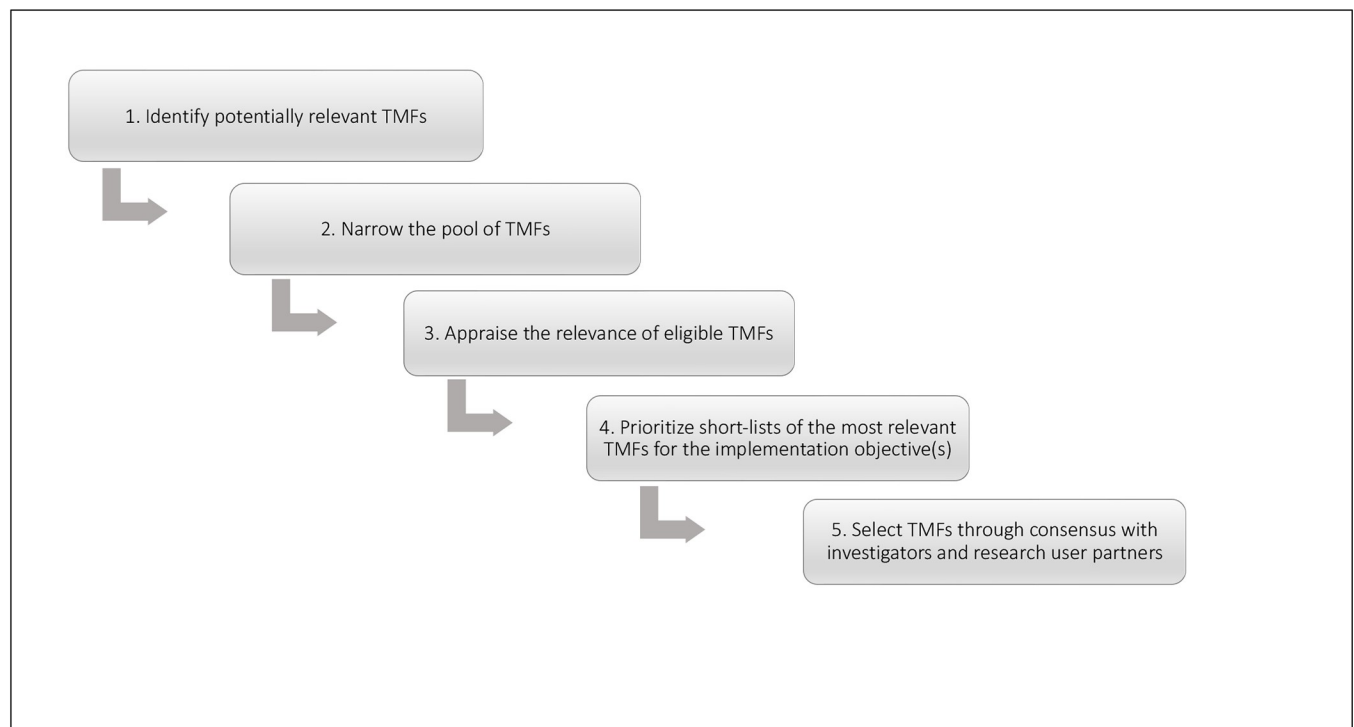 1. Identify potentially relevant TMFs
2. Narrow the pool of TMFs
3. Appraise the relevance of eligible TMFs
4. Prioritize short-lists of the most relevant
TMFs for the implementation objective(s)
5. Select TMFs through consensus with
investigators and research user partners